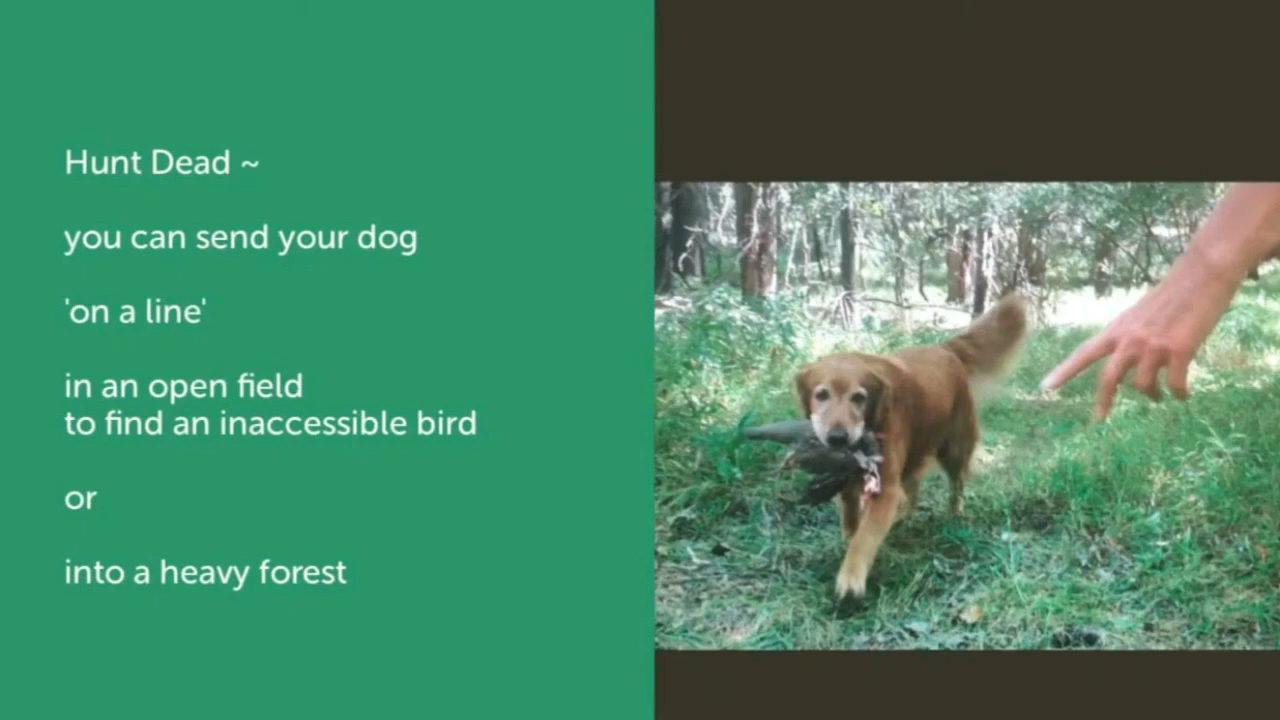 Hunt Dead ~
you can send your dog
'on a line'
in an open field
to find an inaccessible bird
or
into a heavy forest